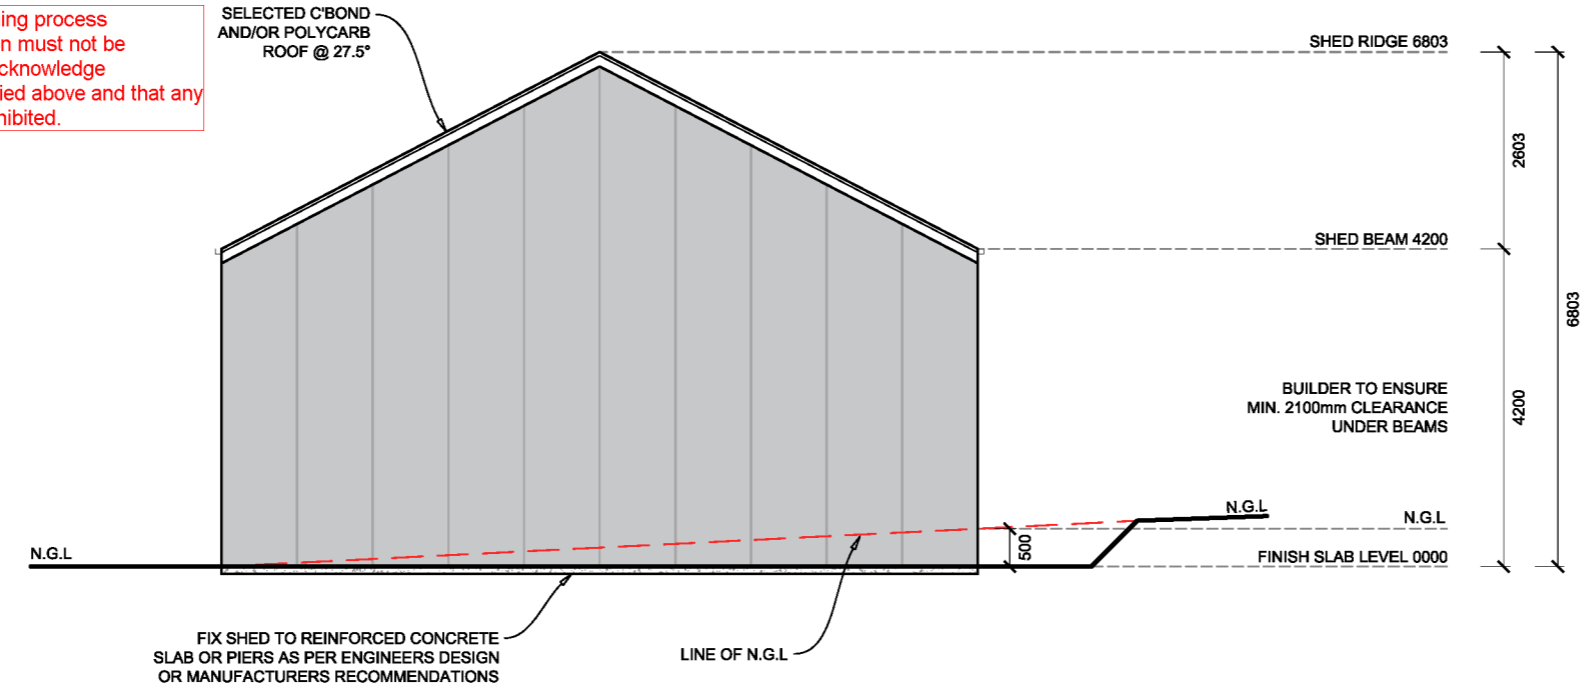 ing process
n must not be
cknowledge
ied above and that any
hibited.
SELECTED C'BOND
AND/OR POLYCARB
ROOF @ 27.5°
SHED RIDGE 6803
2603
SHED BEAM 4200
6803
BUILDER TO ENSURE
MIN. 2100mm CLEARANCE
UNDER BEAMS
4200
N.G.L
N.G.L
N.G.L
500
FINISH SLAB LEVEL 0000
FIX SHED TO REINFORCED CONCRETE
SLAB OR PIERS AS PER ENGINEERS DESIGN
OR MANUFACTURERS RECOMMENDATIONS
LINE OF N.G.L